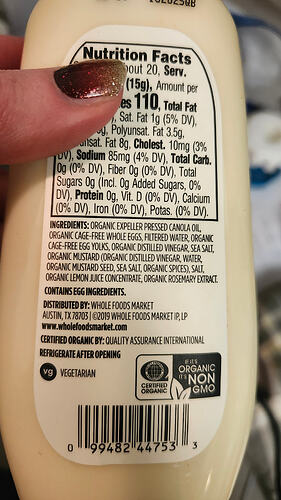 Nutrition Facts
bout 20, Serv.
(15g), Amount per
es 110, Total Fat
DV), Sat. Fat 1g (5% DV),
g, Polyunsat. Fat 3.5g,
unsat. Fat 8g, Cholest. 10mg (3%
DV), Sodium 85mg (4% DV), Total Carb.
0g (0% DV), Fiber 0g (0% DV), Total
Sugars 0g (Incl. 0g Added Sugars, 0%
DV), Protein 0g, Vit. D (0% DV), Calcium
(0% DV), Iron (0% DV), Potas. (0% DV).
INGREDIENTS: ORGANIC EXPELLER PRESSED CANOLA OIL,
ORGANIC CAGE-FREE WHOLE EGGS, FILTERED WATER, ORGANIC
CAGE-FREE EGG YOLKS, ORGANIC DISTILLED VINEGAR, SEA SALT,
ORGANIC MUSTARD (ORGANIC DISTILLED VINEGAR, WATER,
ORGANIC MUSTARD SEED, SEA SALT, ORGANIC SPICES), SALT,
ORGANIC LEMON JUICE CONCENTRATE, ORGANIC ROSEMARY EXTRACT.
CONTAINS EGG INGREDIENTS.
DISTRIBUTED BY: WHOLE FOODS MARKET
AUSTIN, TX 78703 | ©2019 WHOLE FOODS MARKET IP, LP
www.wholefoodsmarket.com
CERTIFIED ORGANIC BY: QUALITY ASSURANCE INTERNATIONAL
REFRIGERATE AFTER OPENING
vg VEGETARIAN
CERTIFIED
ORGANIC
IF IT'S
ORGANIC
IT'S NON
GMO
0 99482 44753 3